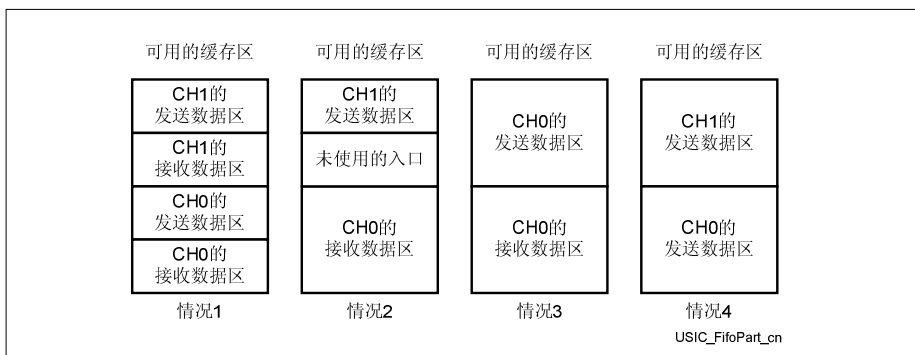 可用的缓存区
CH1的
发送数据区
CH1的
接收数据区
CH0的
发送数据区
CH0的
接收数据区
情况1
可用的缓存区
CH1的
发送数据区
未使用的入口
CH0的
接收数据区
情况2
可用的缓存区
CH0的
发送数据区
CH0的
接收数据区
情况3
可用的缓存区
CH1的
发送数据区
CH0的
发送数据区
情况4
USIC_FifoPart_cn